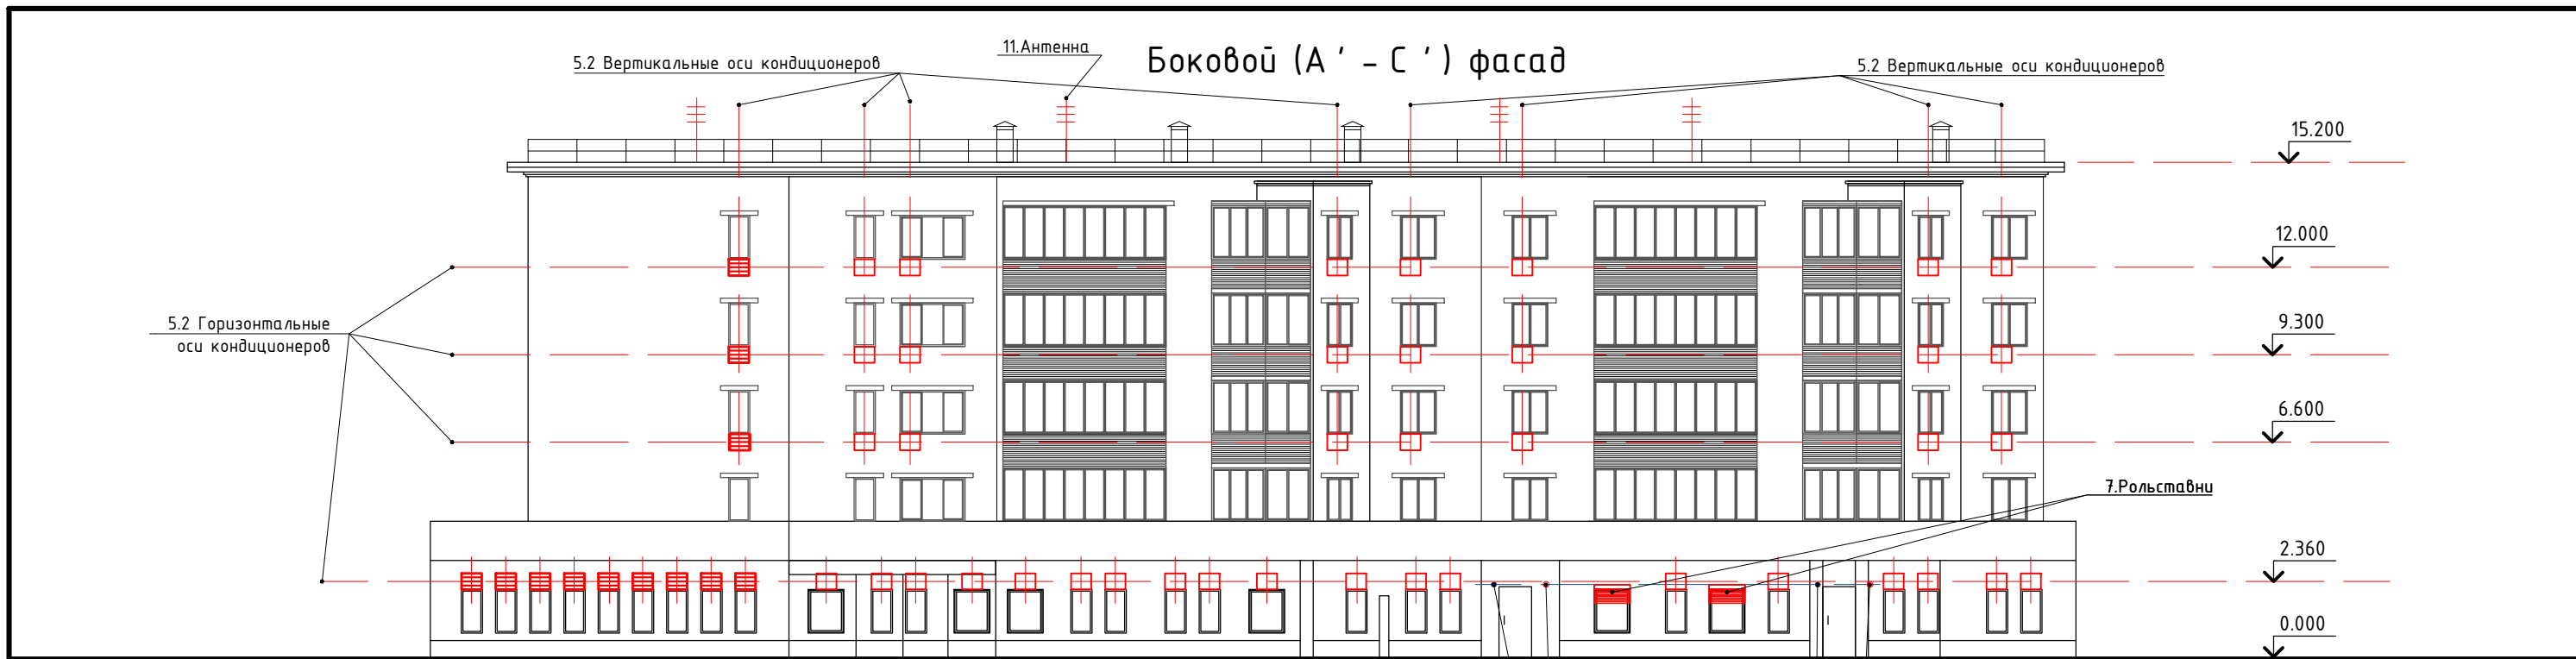 Боковой (А ' - С ') фасад
5.2 Вертикальные оси кондиционеров
11.Антенна
5.2 Вертикальные оси кондиционеров
15.200
12.000
5.2 Горизонтальные
оси кондиционеров
9.300
6.600
7.Рольставни
2.360
0.000